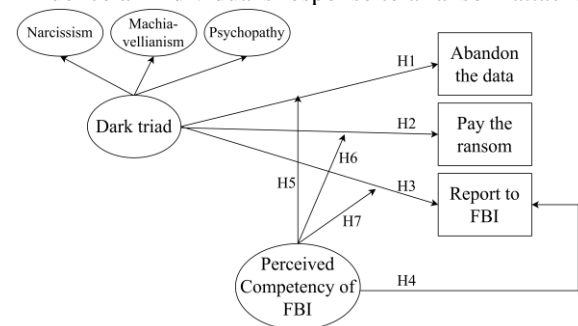 Narcissism
Machia-
vellianism
Psychopathy
H1
Abandon
the data
Dark triad
H2
Pay the
ransom
H6
H3
H5
H7
Report to
FBI
Perceived
Competency of
FBI
H4